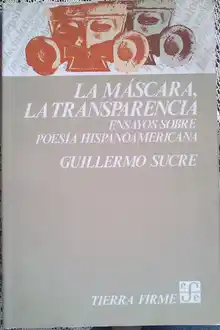 LA MÁSCARA,
LA TRANSPARENCIA
ENSAYOS SOBRE
POESÍA HISPANOAMERICANA
GUILLERMO SUCRE
TIERRA FIRME